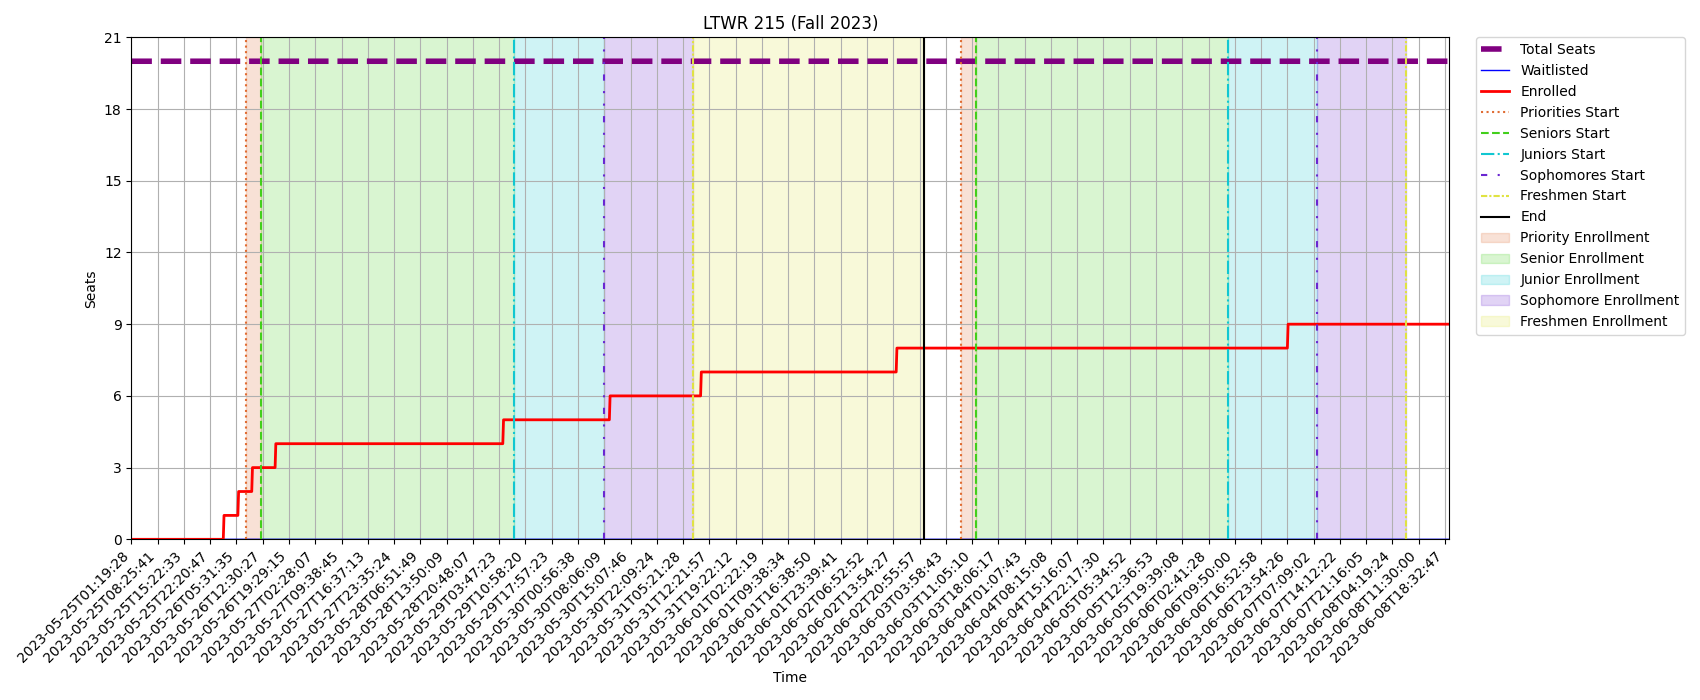 LTWR 215 (Fall 2023)
21
18
15
12
9
6
3
0
Seats
2023-05-25T01:19:28
2023-05-25T08:25:41
2023-05-25T15:22:33
2023-05-25T22:20:47
2023-05-26T05:31:35
2023-05-26T12:30:27
2023-05-26T19:29:15
2023-05-27T02:28:07
2023-05-27T09:38:45
2023-05-27T16:37:13
2023-05-27T23:35:24
2023-05-28T06:51:49
2023-05-28T13:50:09
2023-05-28T20:48:07
2023-05-29T03:47:23
2023-05-29T10:58:20
2023-05-29T17:57:23
2023-05-30T00:56:38
2023-05-30T08:06:09
2023-05-30T15:07:46
2023-05-30T22:09:24
2023-05-31T05:21:28
2023-05-31T12:21:57
2023-05-31T19:22:12
2023-06-01T02:22:19
2023-06-01T09:38:34
2023-06-01T16:38:50
2023-06-01T23:39:41
2023-06-02T06:52:52
2023-06-02T13:54:27
2023-06-02T20:55:57
2023-06-03T03:58:43
2023-06-03T11:05:10
2023-06-03T18:06:17
2023-06-04T01:07:43
2023-06-04T08:15:08
2023-06-04T15:16:07
2023-06-04T22:17:30
2023-06-05T05:34:52
2023-06-05T12:36:53
2023-06-05T19:39:08
2023-06-06T02:41:28
2023-06-06T09:50:00
2023-06-06T16:52:58
2023-06-06T23:54:26
2023-06-07T07:09:02
2023-06-07T14:12:22
2023-06-07T21:16:05
2023-06-08T04:19:24
2023-06-08T11:30:00
2023-06-08T18:32:47
Time
Total Seats
Waitlisted
Enrolled
Priorities Start
Seniors Start
Juniors Start
Sophomores Start
Freshmen Start
End
Priority Enrollment
Senior Enrollment
Junior Enrollment
Sophomore Enrollment
Freshmen Enrollment